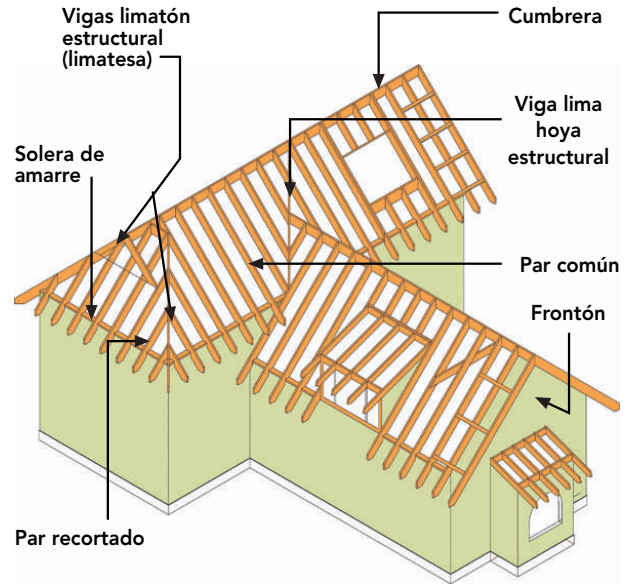 Vigas limatón
estructural
(limatesa)
Cumbrera
Viga lima
hoya
estructural
Solera de
amarre
Par común
Frontón
Par recortado